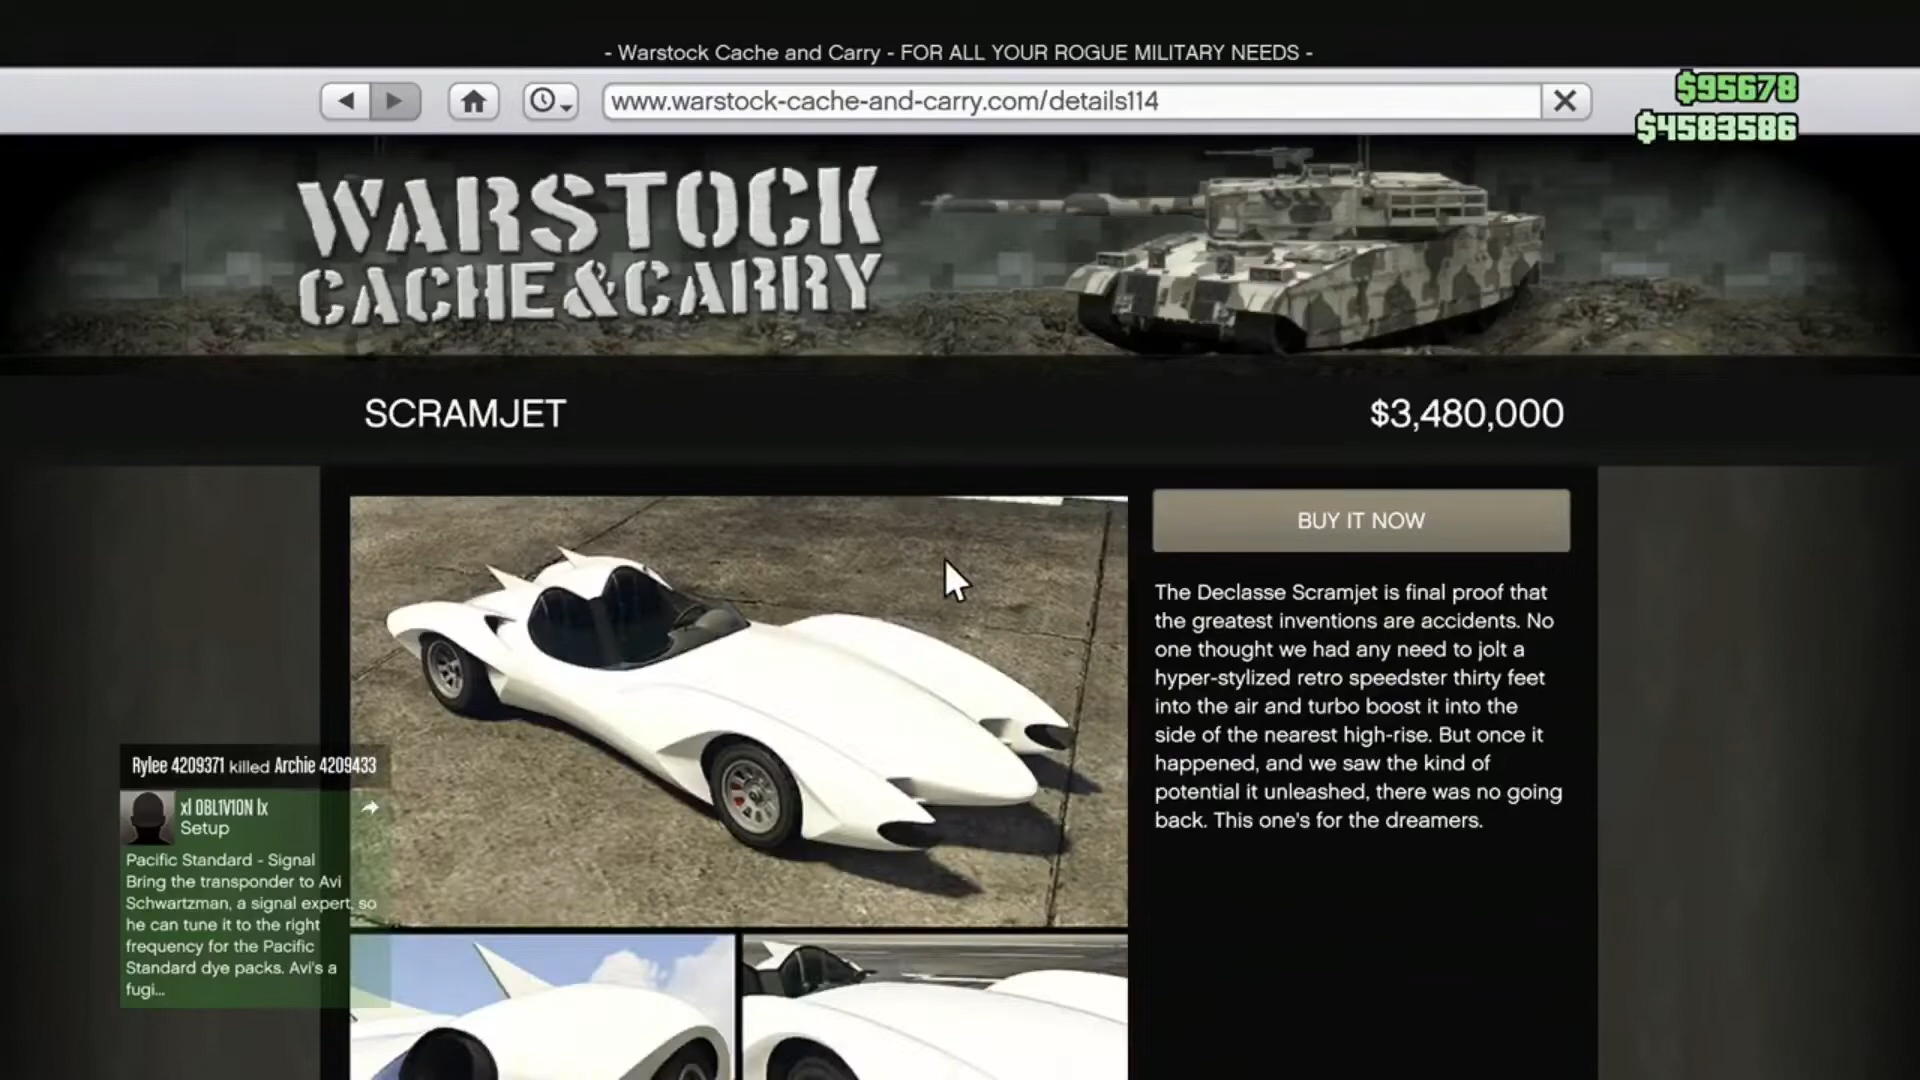 - Warstock Cache and Carry - FOR ALL YOUR ROGUE MILITARY NEEDS -
www.warstock-cache-and-carry.com/details114
$95678
$4583586
WARSTOCK
CACHE&CARRY
SCRAMJET
$3,480,000
BUY IT NOW
The Declasse Scramjet is final proof that
the greatest inventions are accidents. No
one thought we had any need to jolt a
hyper-stylized retro speedster thirty feet
into the air and turbo boost it into the
side of the nearest high-rise. But once it
happened, and we saw the kind of
potential it unleashed, there was no going
back. This one's for the dreamers.
Rylee 4209371 killed Archie 4209433
xl 0BL1V10N lx
Setup
Pacific Standard - Signal
Bring the transponder to Avi
Schwartzman, a signal expert, so
he can tune it to the right
frequency for the Pacific
Standard dye packs. Avi's a
fugi...